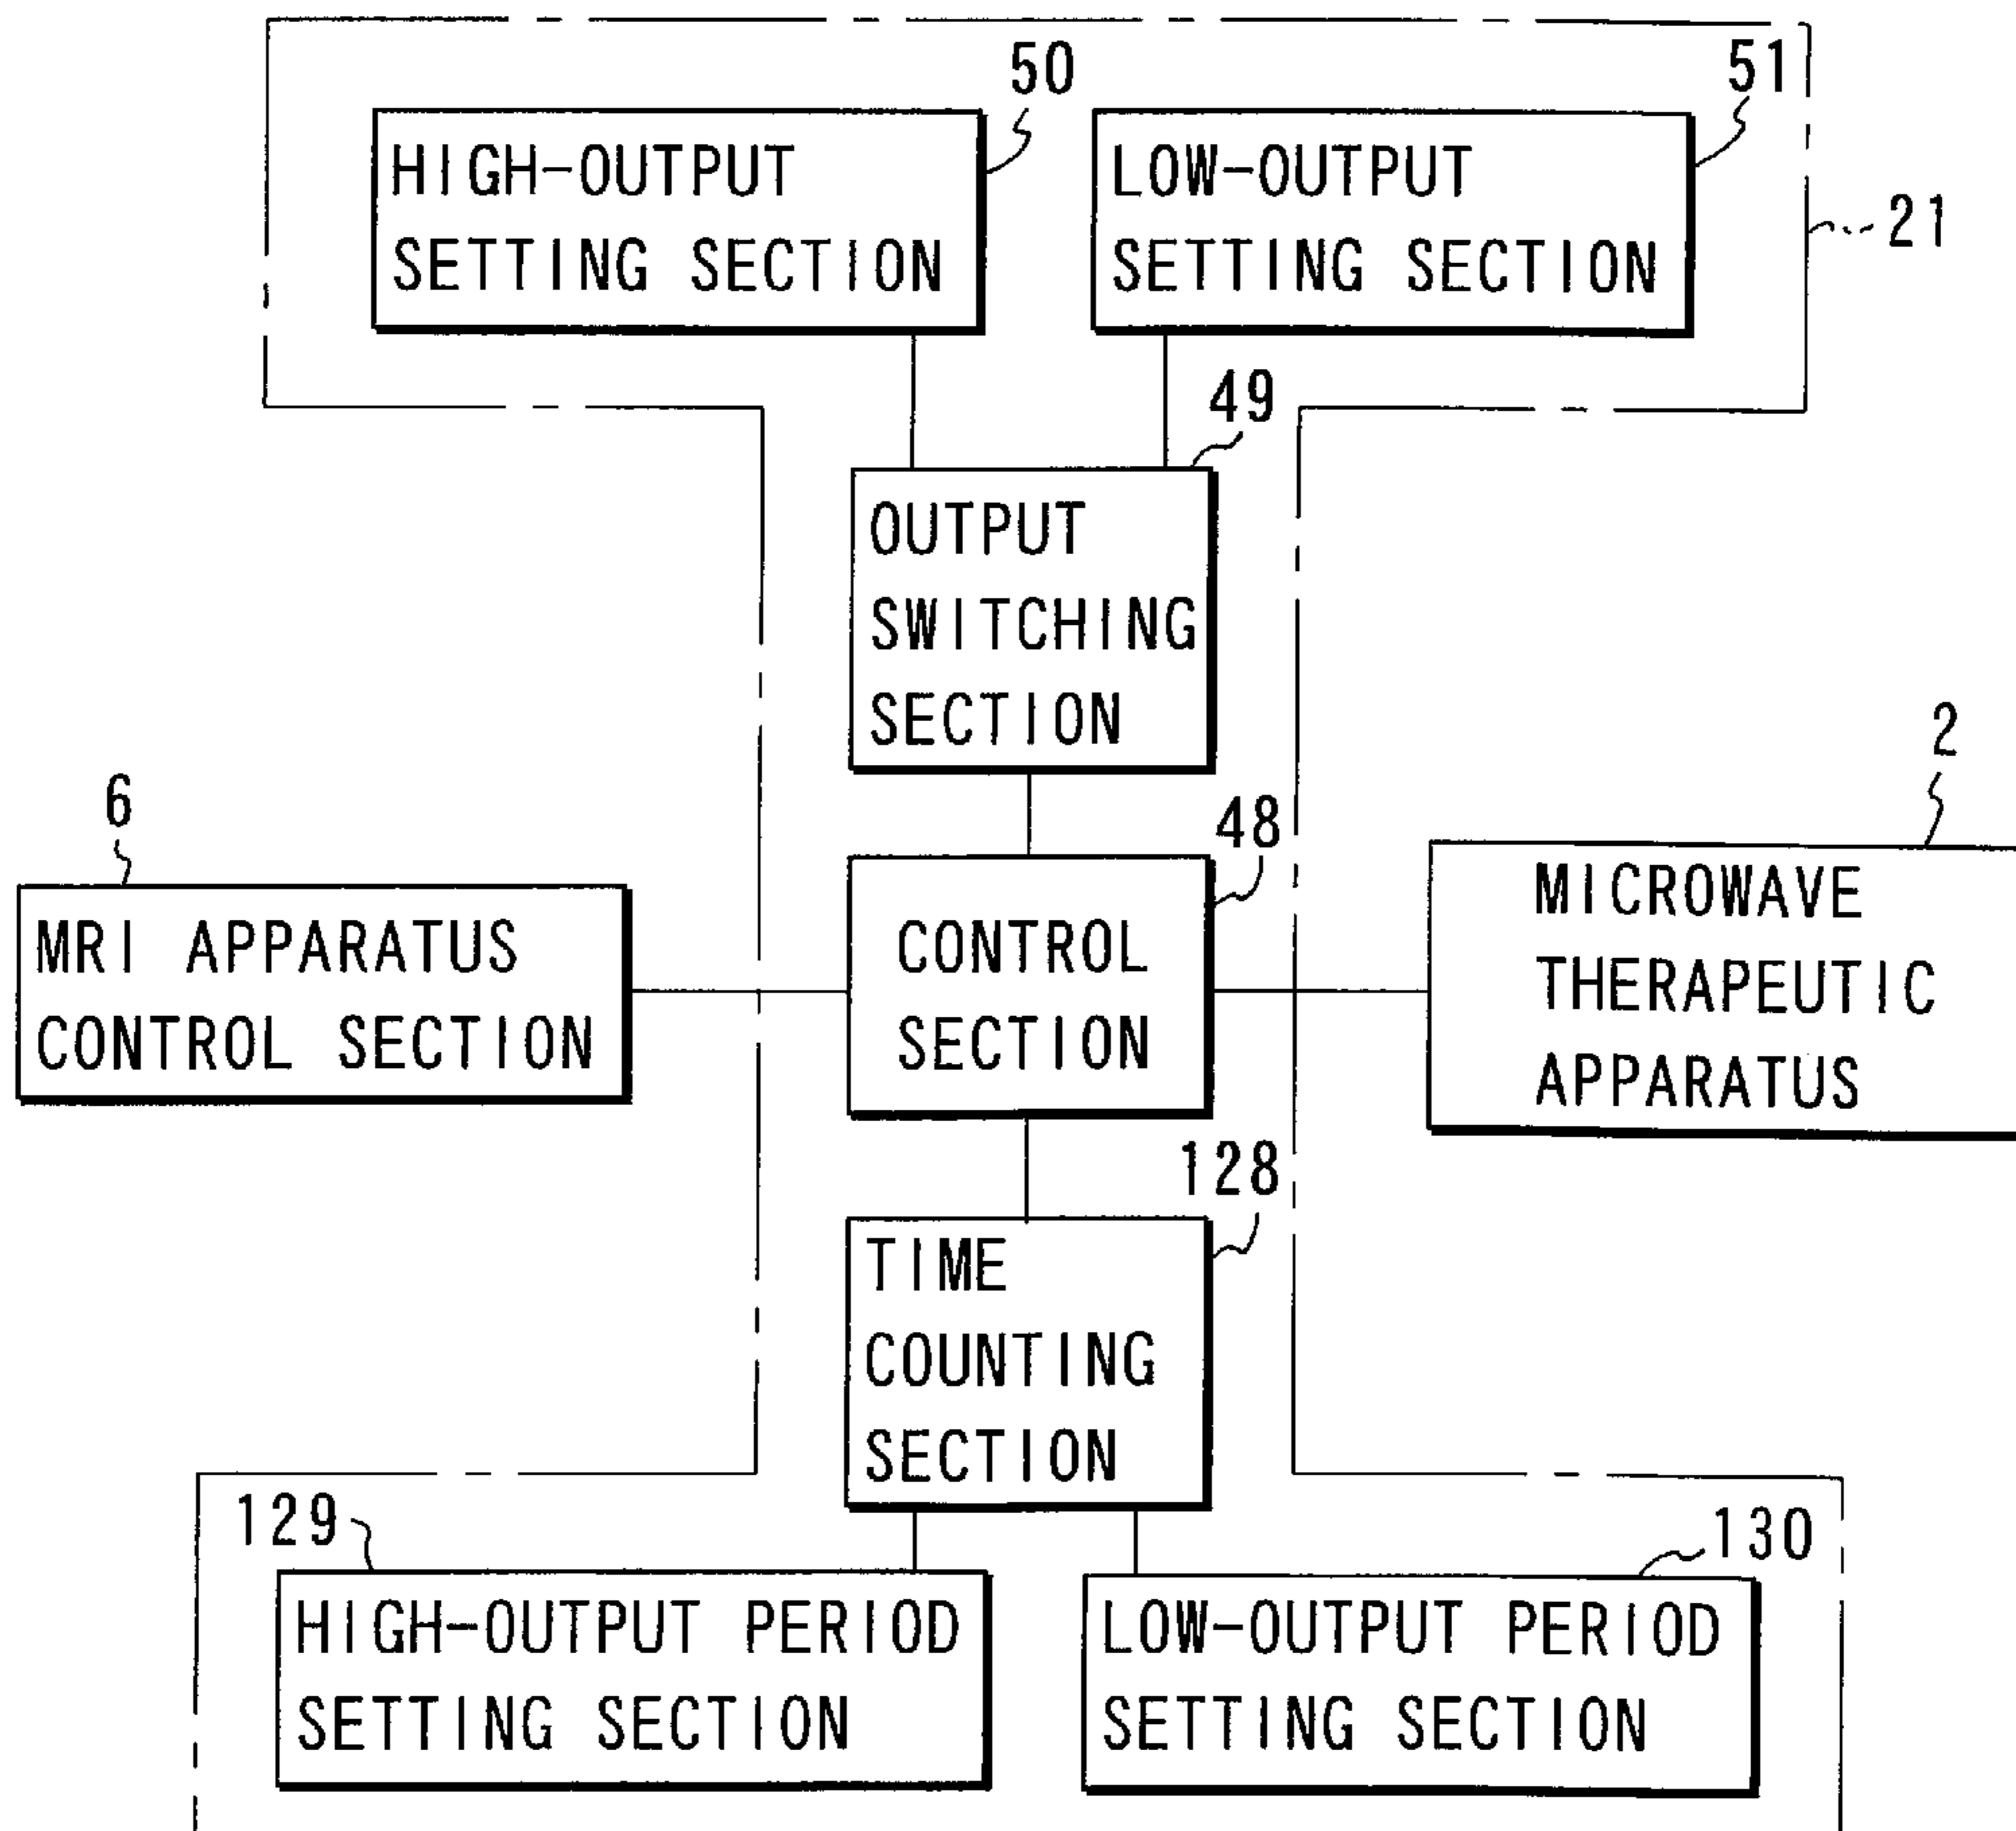 50
51
HIGH-OUTPUT
SETTING SECTION
LOW-OUTPUT
SETTING SECTION
21
49
OUTPUT
SWITCHING
SECTION
2
6
48
MRI APPARATUS
CONTROL SECTION
CONTROL
SECTION
MICROWAVE
THERAPEUTIC
APPARATUS
128
TIME
COUNTING
SECTION
129
130
HIGH-OUTPUT PERIOD
SETTING SECTION
LOW-OUTPUT PERIOD
SETTING SECTION